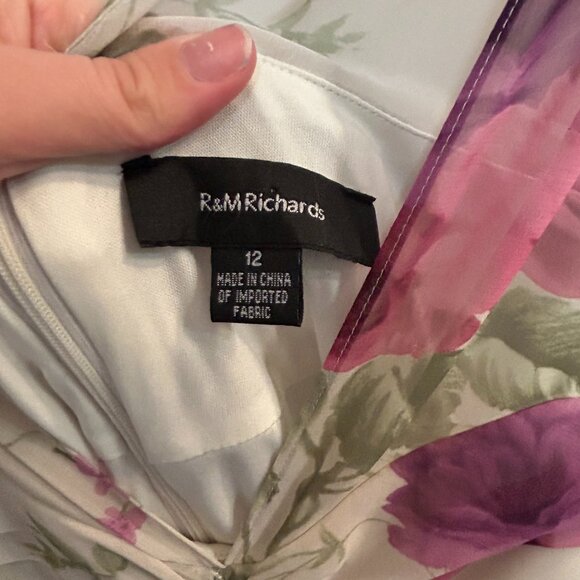 R&M Richards
12
MADE IN CHINA
OF IMPORTED
FABRIC